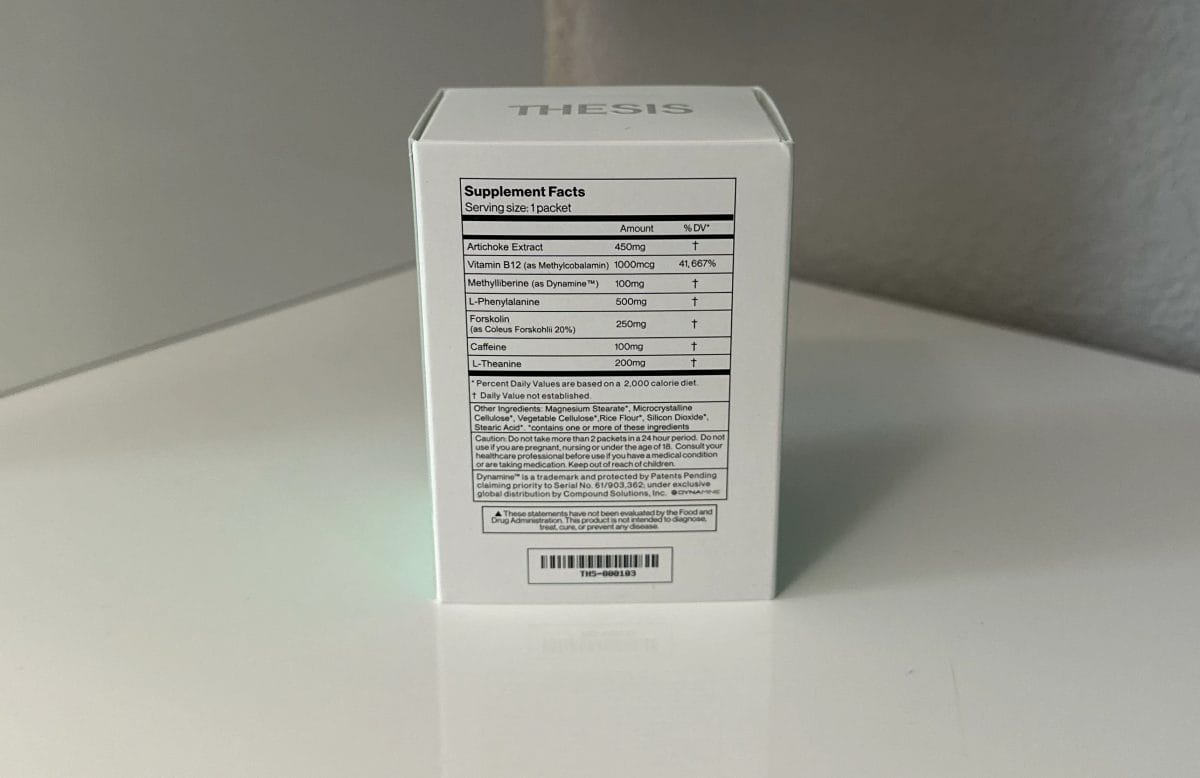 THESIS
Supplement Facts
Serving size: 1 packet
Amount % DV*
Artichoke Extract 450mg †
Vitamin B12 (as Methylcobalamin) 1000mcg 41,667%
Methylliberine (as Dynamine™) 100mg †
L-Phenylalanine 500mg †
Forskolin
(as Coleus Forskohlii 20%) 250mg †
Caffeine 100mg †
L-Theanine 200mg †
* Percent Daily Values are based on a 2,000 calorie diet.
† Daily Value not established.
Other Ingredients: Magnesium Stearate*, Microcrystalline
Cellulose*, Vegetable Cellulose*,Rice Flour*, Silicon Dioxide*,
Stearic Acid*. *contains one or more of these ingredients
Caution: Do not take more than 2 packets in a 24 hour period. Do not
use if you are pregnant, nursing or under the age of 18. Consult your
healthcare professional before use if you have a medical condition
or are taking medication. Keep out of reach of children.
Dynamine™ is a trademark and protected by Patents Pending
claiming priority to Serial No. 61/903,362; under exclusive
global distribution by Compound Solutions, Inc. DYNAMINE
▲ These statements have not been evaluated by the Food and
Drug Administration. This product is not intended to diagnose,
treat, cure, or prevent any disease.
THS-000103